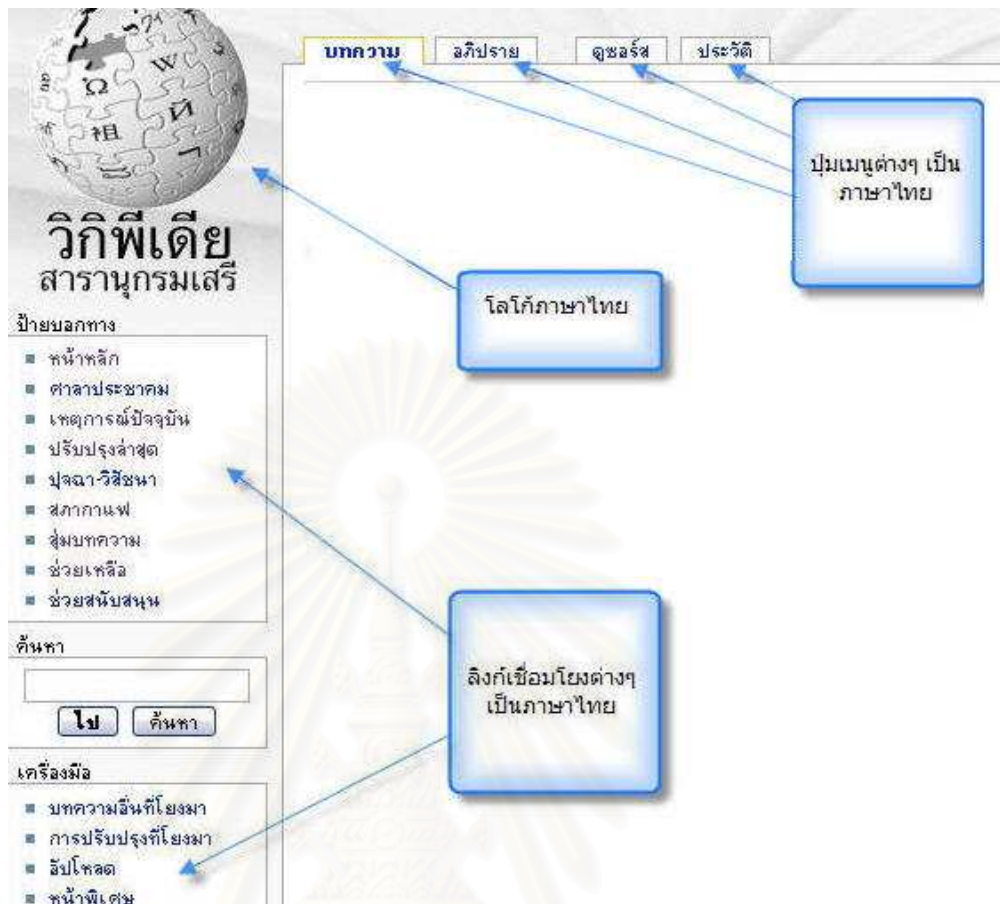 บทความ
อภิปราย
ดูซอร์ส
ประวัติ
ปุ่มเมนูต่างๆ เป็น
ภาษาไทย
Ω
W
И
祖
วิกิพีเดีย
สารานุกรมเสรี
โลโก้ภาษาไทย
ป้ายบอกทาง
หน้าหลัก
ศาลาประชาคม
เหตุการณ์ปัจจุบัน
ปรับปรุงล่าสุด
ปุจฉา-วิสัชนา
สภากาแฟ
สุ่มบทความ
ช่วยเหลือ
ช่วยสนับสนุน
ค้นหา
ไป
ค้นหา
ลิงก์เชื่อมโยงต่างๆ
เป็นภาษาไทย
เครื่องมือ
บทความอื่นที่โยงมา
การปรับปรุงที่โยงมา
อัปโหลด
หน้าพิเศษ